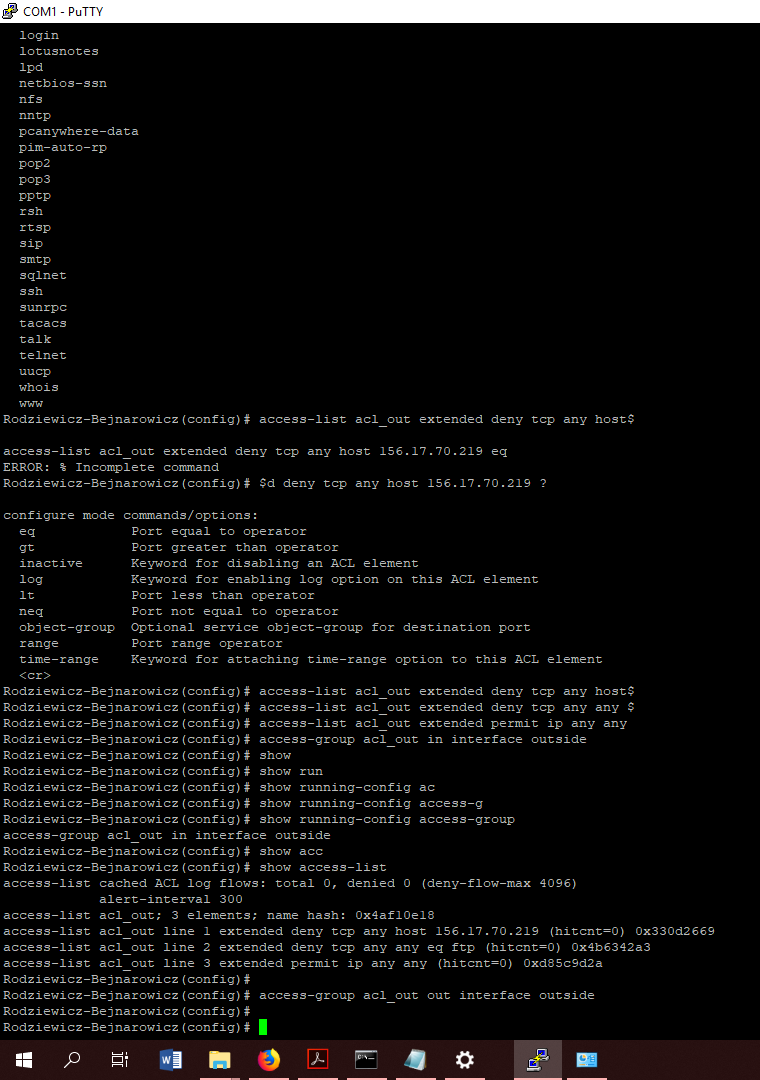 COM1 - PuTTY
login
lotusnotes
lpd
netbios-ssn
nfs
nntp
pcanywhere-data
pim-auto-rp
pop2
pop3
pptp
rsh
rtsp
sip
smtp
sqlnet
ssh
sunrpc
tacacs
talk
telnet
uucp
whois
www
Rodziewicz-Bejnarowicz(config)# access-list acl_out extended deny tcp any host$
access-list acl_out extended deny tcp any host 156.17.70.219 eq
ERROR: % Incomplete command
Rodziewicz-Bejnarowicz(config)# $d deny tcp any host 156.17.70.219 ?
configure mode commands/options:
eq Port equal to operator
gt Port greater than operator
inactive Keyword for disabling an ACL element
log Keyword for enabling log option on this ACL element
lt Port less than operator
neq Port not equal to operator
object-group Optional service object-group for destination port
range Port range operator
time-range Keyword for attaching time-range option to this ACL element
<cr>
Rodziewicz-Bejnarowicz(config)# access-list acl_out extended deny tcp any host$
Rodziewicz-Bejnarowicz(config)# access-list acl_out extended deny tcp any any $
Rodziewicz-Bejnarowicz(config)# access-list acl_out extended permit ip any any
Rodziewicz-Bejnarowicz(config)# access-group acl_out in interface outside
Rodziewicz-Bejnarowicz(config)# show
Rodziewicz-Bejnarowicz(config)# show run
Rodziewicz-Bejnarowicz(config)# show running-config ac
Rodziewicz-Bejnarowicz(config)# show running-config access-g
Rodziewicz-Bejnarowicz(config)# show running-config access-group
access-group acl_out in interface outside
Rodziewicz-Bejnarowicz(config)# show acc
Rodziewicz-Bejnarowicz(config)# show access-list
access-list cached ACL log flows: total 0, denied 0 (deny-flow-max 4096)
alert-interval 300
access-list acl_out; 3 elements; name hash: 0x4af10e18
access-list acl_out line 1 extended deny tcp any host 156.17.70.219 (hitcnt=0) 0x330d2669
access-list acl_out line 2 extended deny tcp any any eq ftp (hitcnt=0) 0x4b6342a3
access-list acl_out line 3 extended permit ip any any (hitcnt=0) 0xd85c9d2a
Rodziewicz-Bejnarowicz(config)#
Rodziewicz-Bejnarowicz(config)# access-group acl_out out interface outside
Rodziewicz-Bejnarowicz(config)#
Rodziewicz-Bejnarowicz(config)#